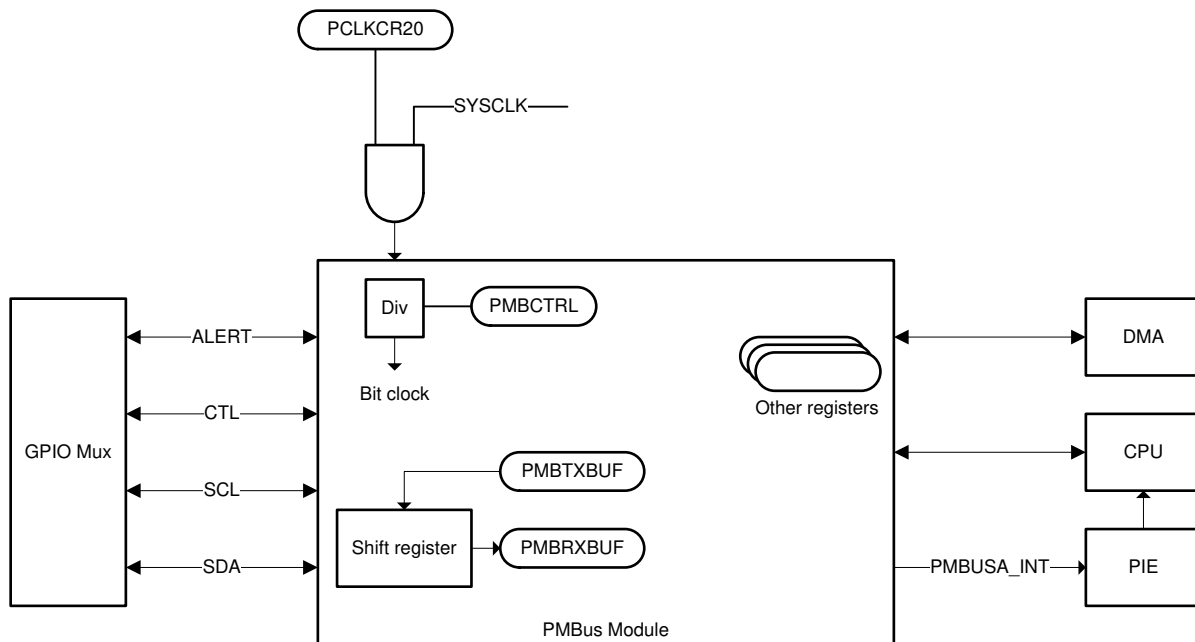 PCLKCR20
SYSCLK
Div
PMBCTRL
Bit clock
Other registers
GPIO Mux
ALERT
CTL
SCL
SDA
PMBTXBUF
Shift register
PMBRXBUF
PMBus Module
DMA
CPU
PMBUSA_INT
PIE